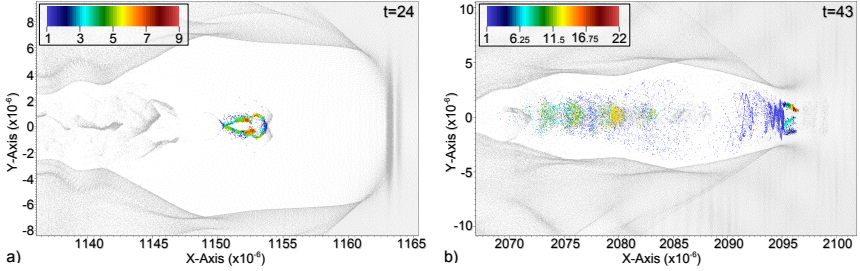 1 3 5 7 9
t=24
8
6
4
2
0
-2
-4
-6
-8
Y-Axis (x10-6)
1140 1145 1150 1155 1160 1165
X-Axis (x10-6)
a)
1 6.25 11.5 16.75 22
t=43
10
5
0
-5
-10
Y-Axis (x10-6)
2070 2075 2080 2085 2090 2095 2100
X-Axis (x10-6)
b)